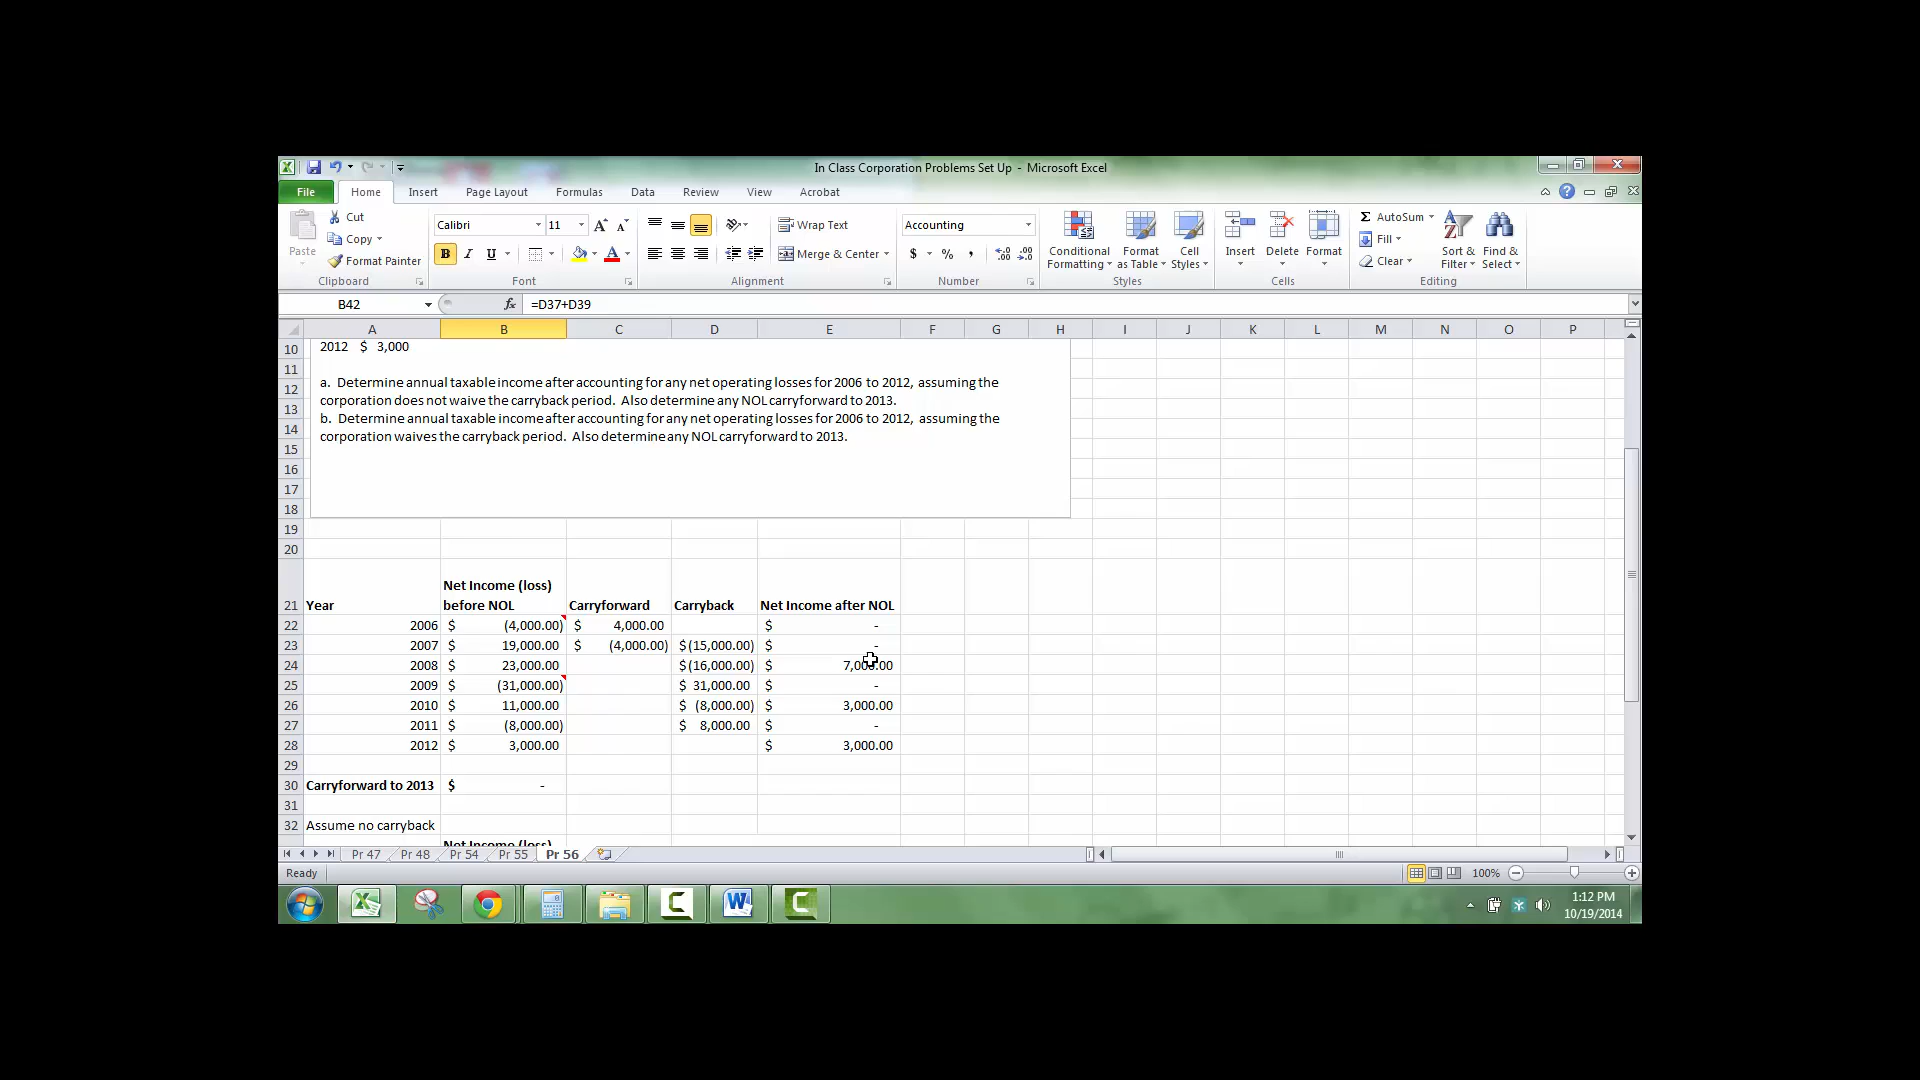 In Class Corporation Problems Set Up - Microsoft Excel
File Home Insert Page Layout Formulas Data Review View Acrobat
Paste
Cut
Copy
Format Painter
Clipboard
Calibri 11
B I U
Font
Wrap Text
Merge & Center
Alignment
Accounting
$ % ,
Number
Conditional Formatting
Format as Table
Cell Styles
Styles
Insert Delete Format
Cells
AutoSum
Fill
Clear
Sort & Filter
Find & Select
Editing
B42 fx =D37+D39
A B C D E F G H I J K L M N O P
10 2012 $ 3,000
11
12 a. Determine annual taxable income after accounting for any net operating losses for 2006 to 2012, assuming the
13 corporation does not waive the carryback period. Also determine any NOL carryforward to 2013.
14 b. Determine annual taxable income after accounting for any net operating losses for 2006 to 2012, assuming the
15 corporation waives the carryback period. Also determine any NOL carryforward to 2013.
16
17
18
19
20
21 Year Net Income (loss) before NOL Carryforward Carryback Net Income after NOL
22 2006 $ (4,000.00) $ 4,000.00 $ -
23 2007 $ 19,000.00 $ (4,000.00) $(15,000.00) $ -
24 2008 $ 23,000.00 $(16,000.00) $ 7,000.00
25 2009 $ (31,000.00) $ 31,000.00 $ -
26 2010 $ 11,000.00 $ (8,000.00) $ 3,000.00
27 2011 $ (8,000.00) $ 8,000.00 $ -
28 2012 $ 3,000.00 $ 3,000.00
29
30 Carryforward to 2013 $ -
31
32 Assume no carryback
Net Income (loss)
Pr 47 Pr 48 Pr 54 Pr 55 Pr 56
Ready 100%
1:12 PM
10/19/2014